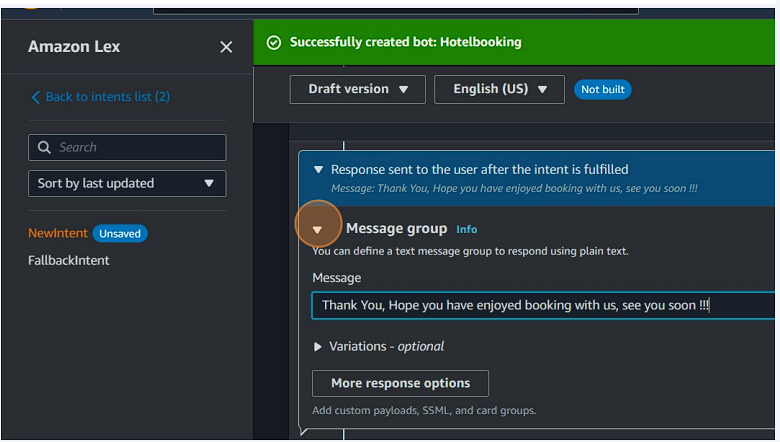 Amazon Lex
Successfully created bot: Hotelbooking
Back to intents list (2)
Draft version
English (US)
Not built
Search
Sort by last updated
NewIntent Unsaved
FallbackIntent
Response sent to the user after the intent is fulfilled
Message: Thank You, Hope you have enjoyed booking with us, see you soon !!!
Message group Info
You can define a text message group to respond using plain text.
Message
Thank You, Hope you have enjoyed booking with us, see you soon !!!
Variations - optional
More response options
Add custom payloads, SSML, and card groups.